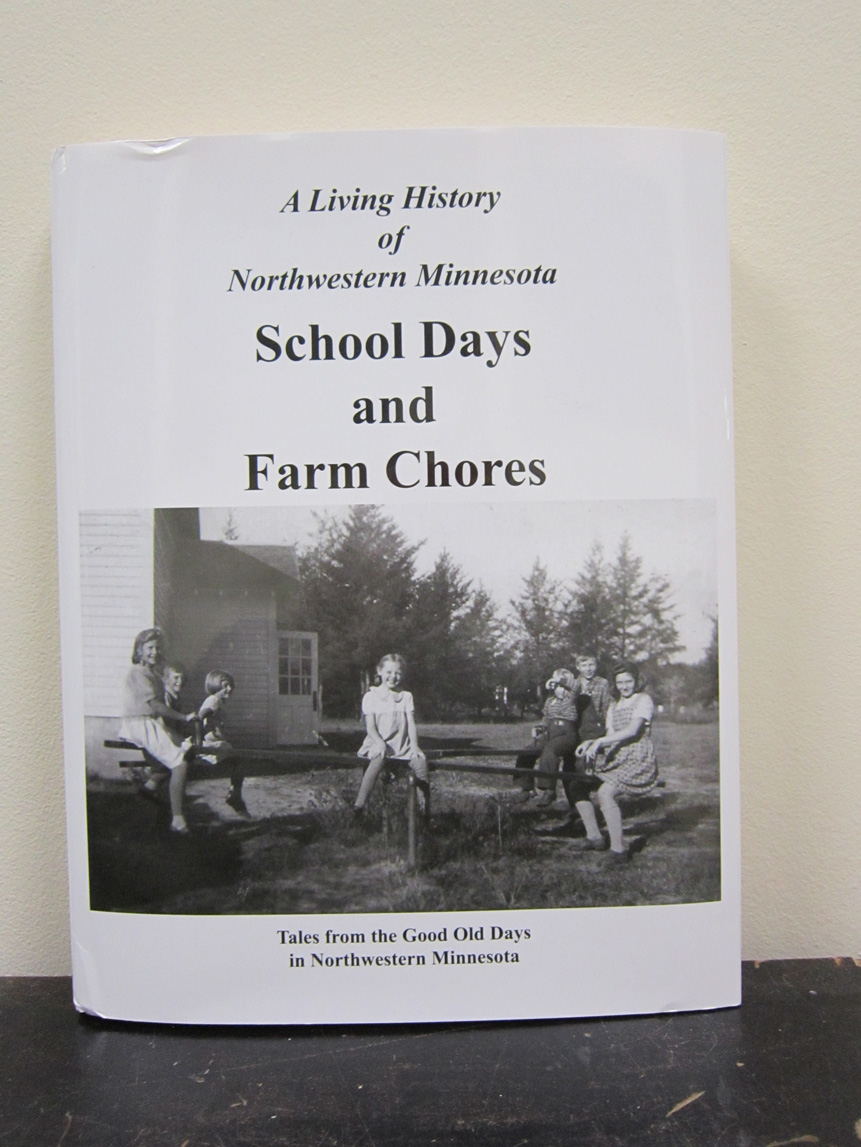 A Living History
of
Northwestern Minnesota
School Days
and
Farm Chores
Tales from the Good Old Days
in Northwestern Minnesota